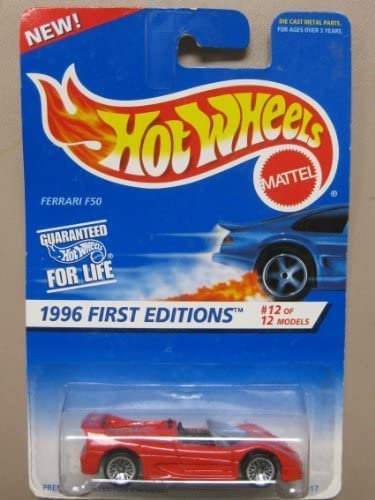 NEW!
DIE CAST METAL PARTS.
FOR AGES OVER 3 YEARS
HOT WHEELS
MATTEL
®
FERRARI F50
GUARANTEED
HOT WHEELS
FOR LIFE
1996 FIRST EDITIONS™
#12 OF
12 MODELS